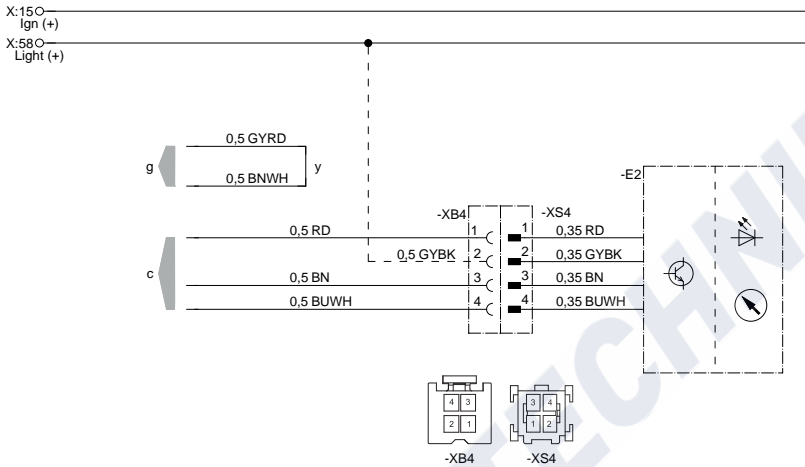 X:15
Ign (+)
X:58
Light (+)
0,5 GYRD
g
y
0,5 BNWH
-E2
-XB4
-XS4
0,5 RD
1
1
0,35 RD
0,5 GYBK
2
2
0,35 GYBK
c
0,5 BN
3
3
0,35 BN
0,5 BUWH
4
4
0,35 BUWH
4 3
3 4
2 1
1 2
-XB4
-XS4
TECHNI